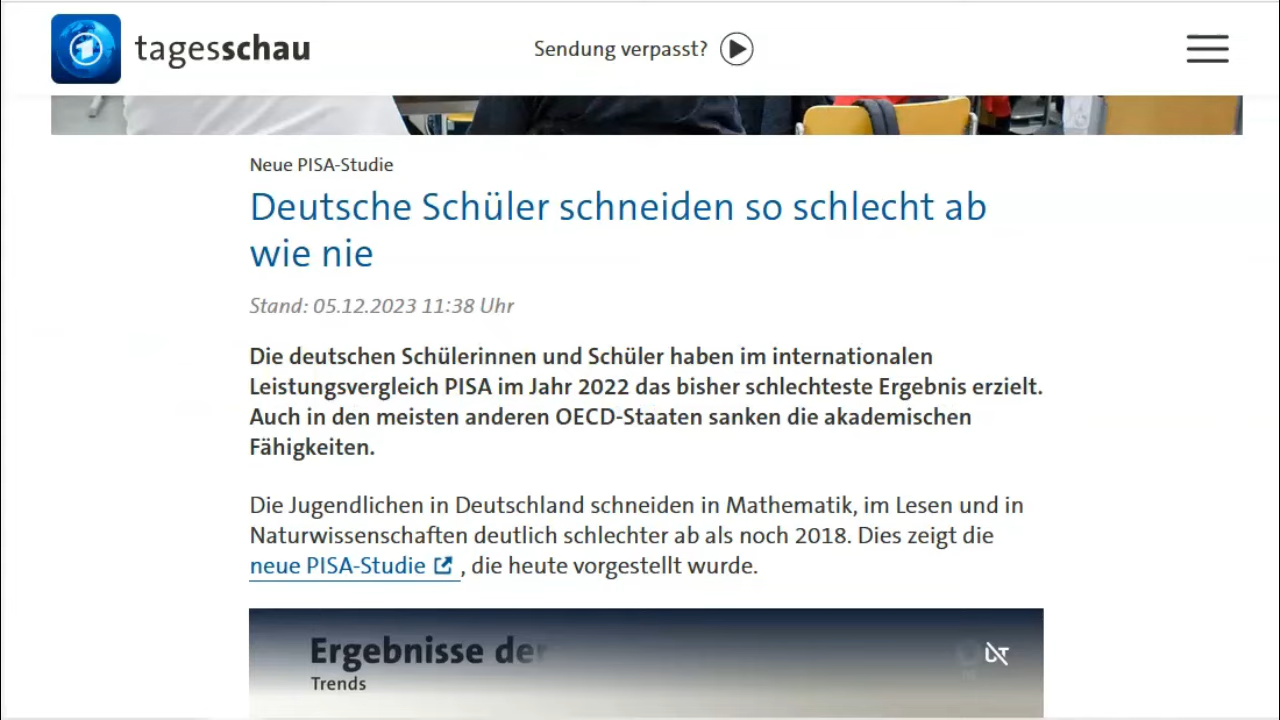 tagesschau
Sendung verpasst?
Neue PISA-Studie
Deutsche Schüler schneiden so schlecht ab
wie nie
Stand: 05.12.2023 11:38 Uhr
Die deutschen Schülerinnen und Schüler haben im internationalen
Leistungsvergleich PISA im Jahr 2022 das bisher schlechteste Ergebnis erzielt.
Auch in den meisten anderen OECD-Staaten sanken die akademischen
Fähigkeiten.
Die Jugendlichen in Deutschland schneiden in Mathematik, im Lesen und in
Naturwissenschaften deutlich schlechter ab als noch 2018. Dies zeigt die
neue PISA-Studie , die heute vorgestellt wurde.
Ergebnisse der
Trends